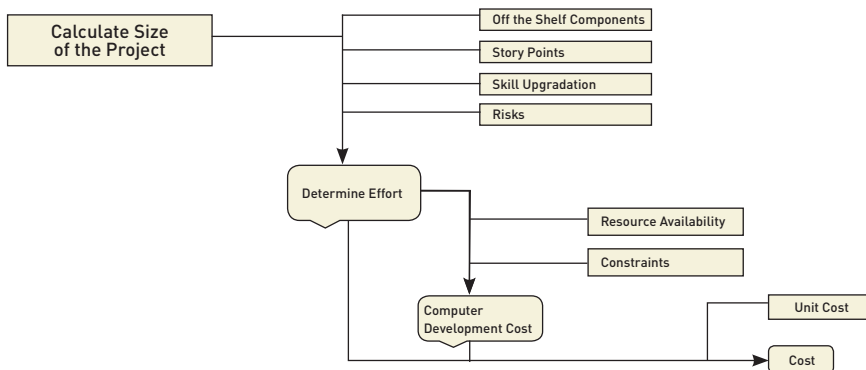 Calculate Size
of the Project
Off the Shelf Components
Story Points
Skill Upgradation
Risks
Determine Effort
Resource Availability
Constraints
Computer
Development Cost
Unit Cost
Cost